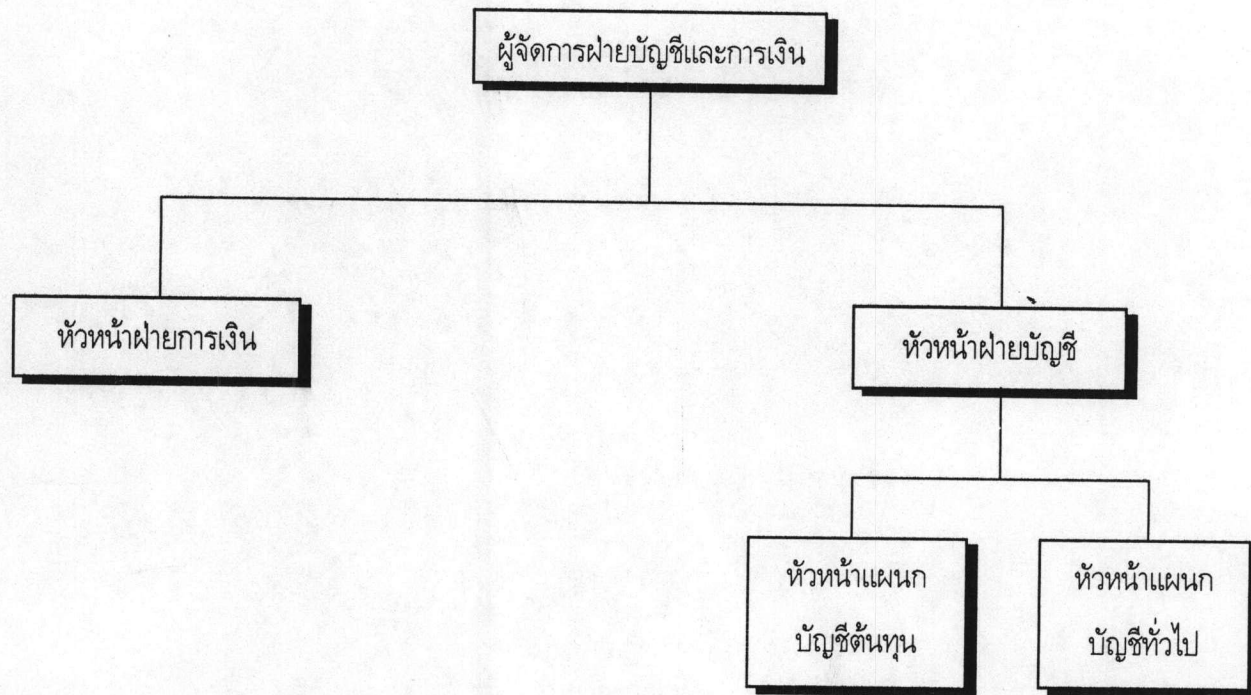 ผู้จัดการฝ่ายบัญชีและการเงิน
หัวหน้าฝ่ายการเงิน
หัวหน้าฝ่ายบัญชี
หัวหน้าแผนก
บัญชีต้นทุน
หัวหน้าแผนก
บัญชีทั่วไป